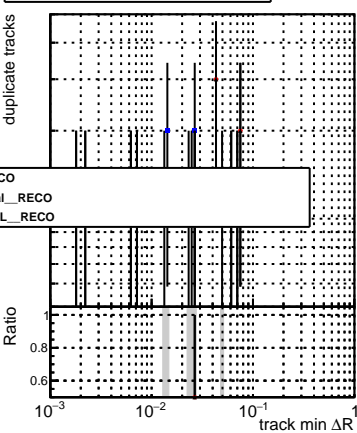 duplicate tracks
CO
l__RECO
L__RECO
Ratio
1
0.8
0.6
10−3 10−2 10−1 1
track min ΔR